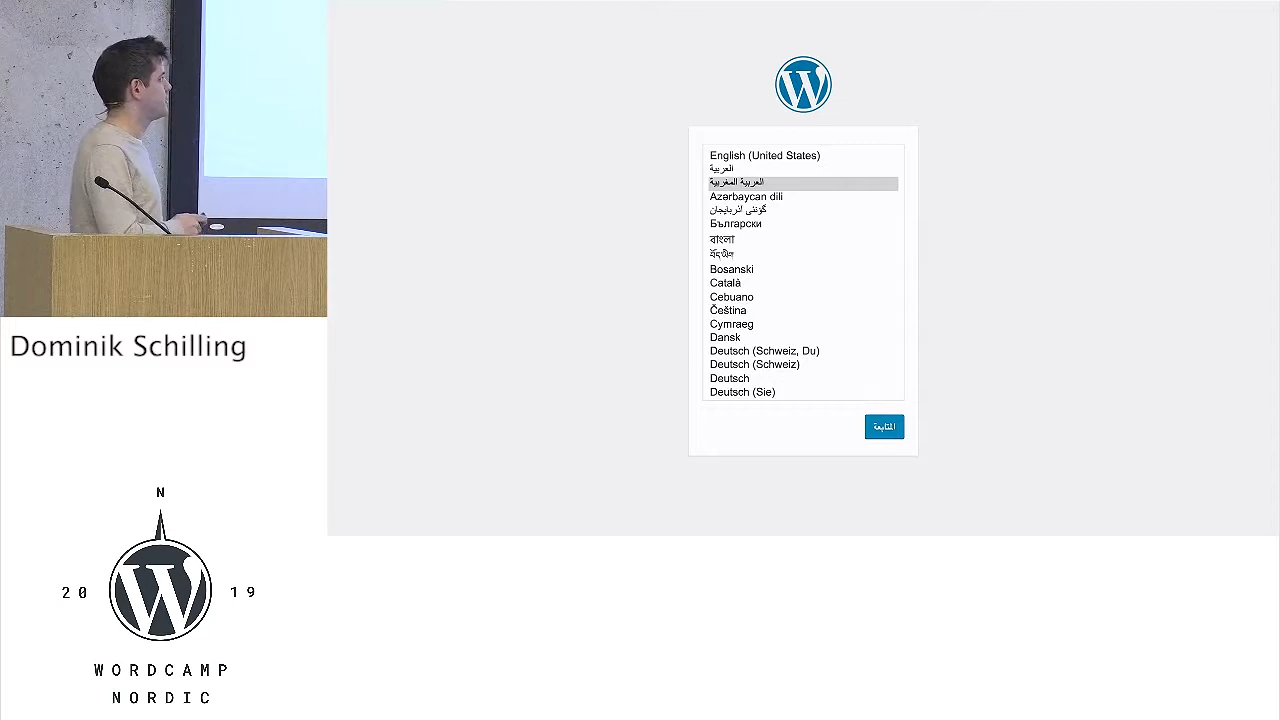 English (United States)
العربية
العربية المغربية
Azərbaycan dili
گؤنئی آذربایجان
Български
বাংলা
བོད་ཡིག
Bosanski
Català
Cebuano
Čeština
Cymraeg
Dansk
Deutsch (Schweiz, Du)
Deutsch (Schweiz)
Deutsch
Deutsch (Sie)
المتابعة
Dominik Schilling
N
20 19
WORDCAMP
NORDIC